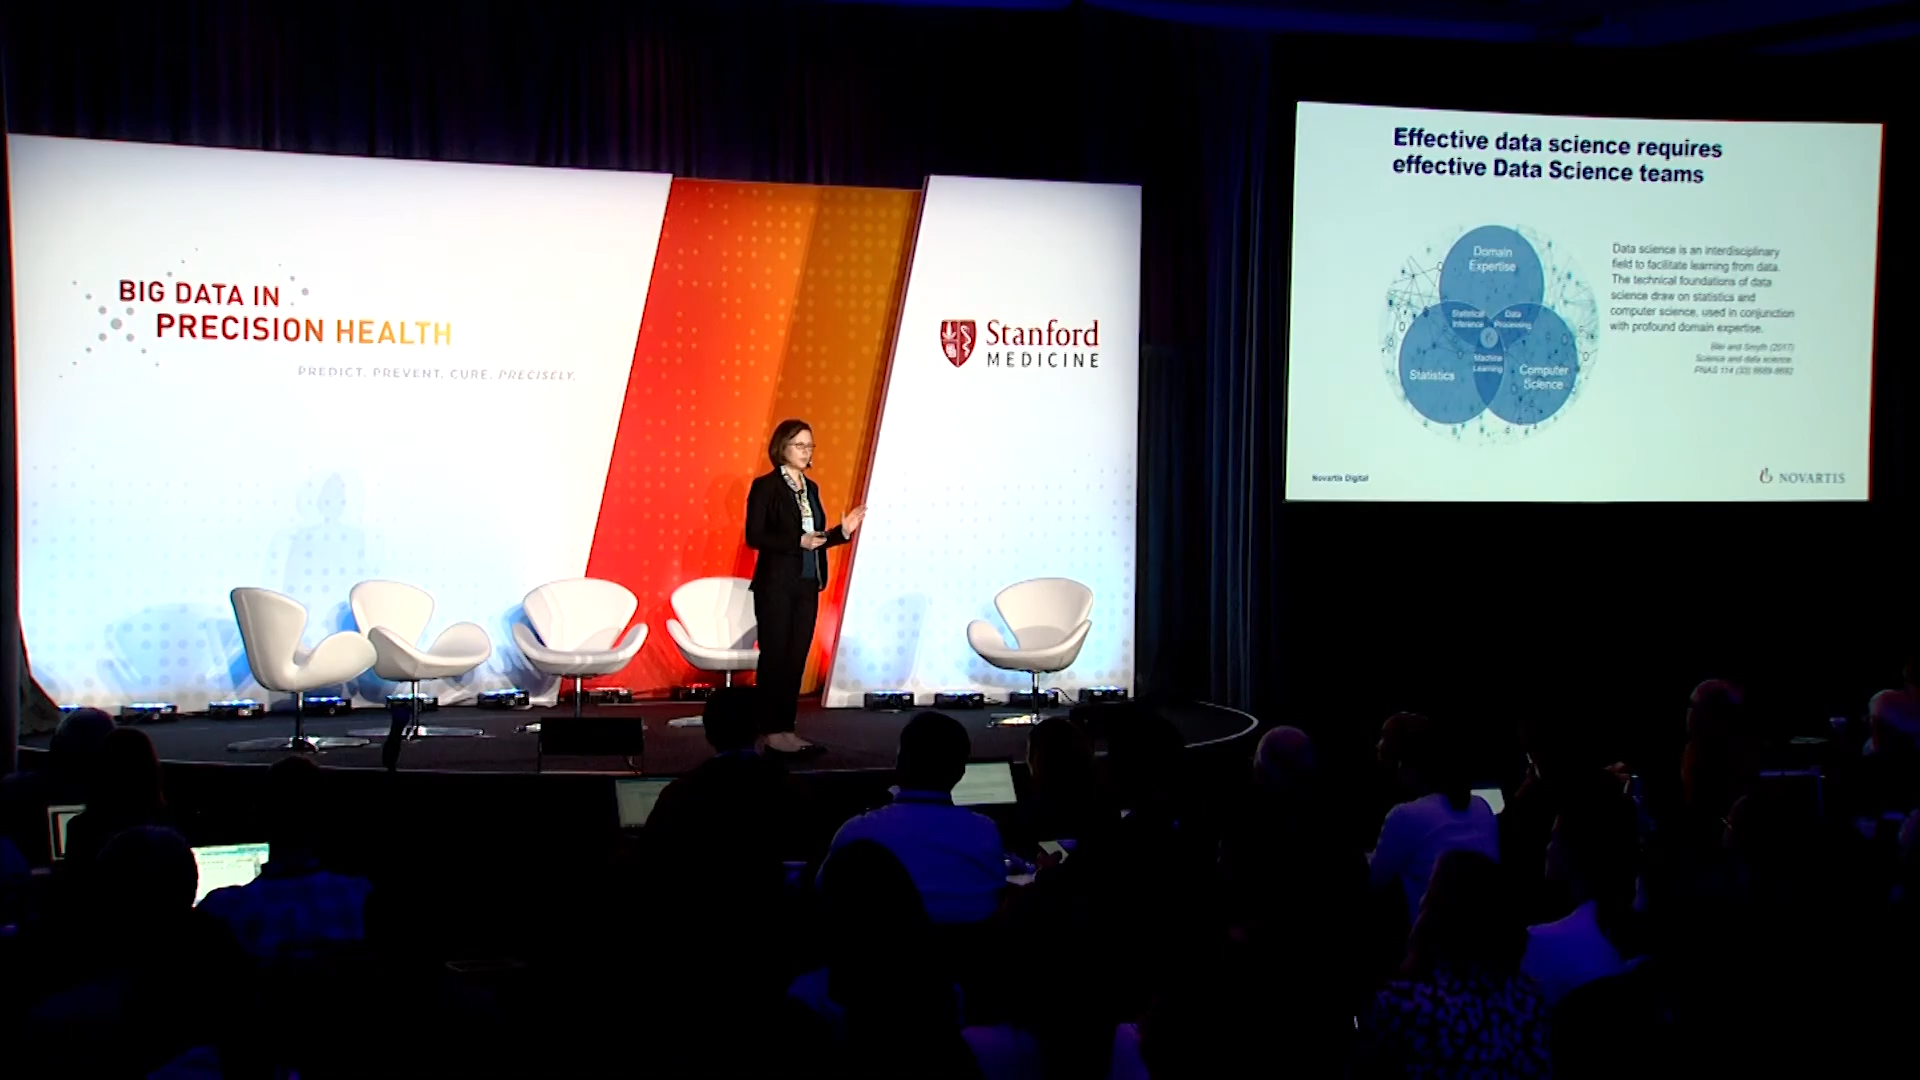 BIG DATA IN
PRECISION HEALTH
PREDICT. PREVENT. CURE. PRECISELY.
Stanford
MEDICINE
Effective data science requires
effective Data Science teams
Domain
Expertise
Statistical
Inference
Data
Processing
Machine
Learning
Statistics
Computer
Science
Data science is an interdisciplinary
field to facilitate learning from data.
The technical foundations of data
science draw on statistics and
computer science, used in conjunction
with profound domain expertise.
and Smyth (2017)
Science and data science
PNAS 114 (33)
Novartis Digital
NOVARTIS